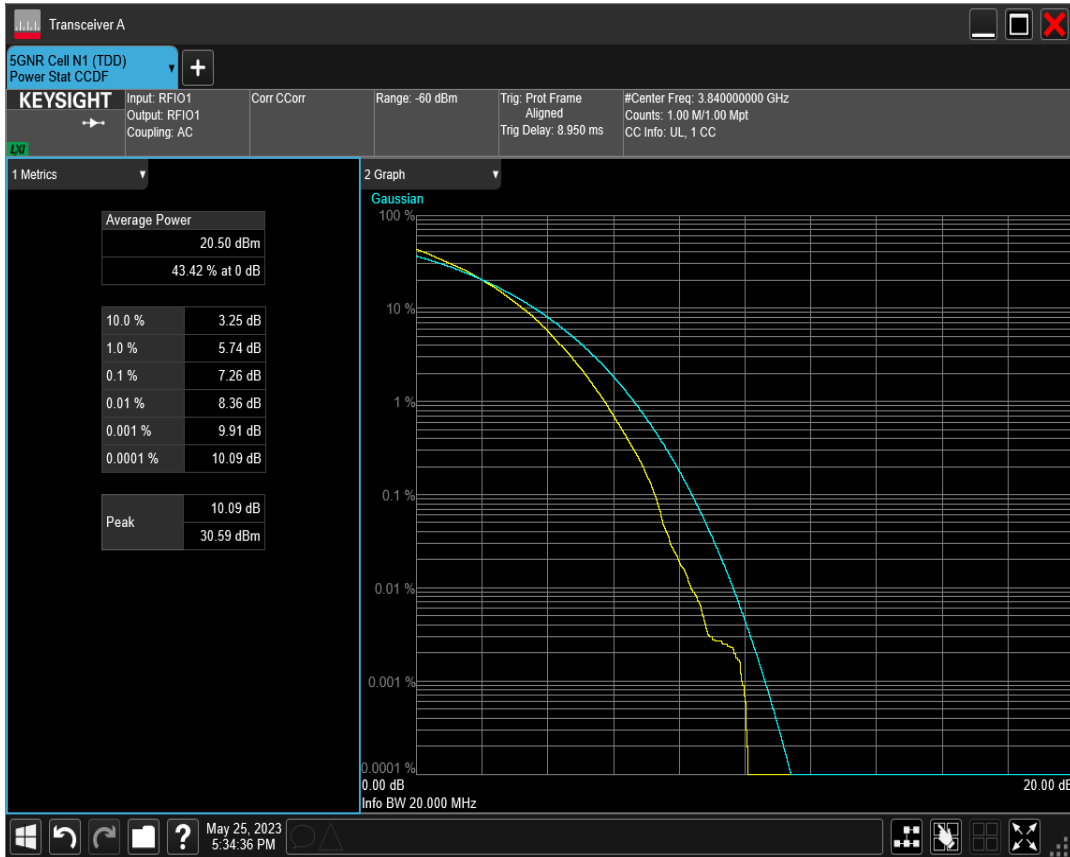 Transceiver A
5GNR Cell N1 (TDD)
Power Stat CCDF
+
KEYSIGHT
LXI
Input: RFIO1
Output: RFIO1
Coupling: AC
Corr CCorr
Range: -60 dBm
Trig: Prot Frame
Aligned
Trig Delay: 8.950 ms
#Center Freq: 3.840000000 GHz
Counts: 1.00 M/1.00 Mpt
CC Info: UL, 1 CC
1 Metrics
Average Power
20.50 dBm
43.42 % at 0 dB
10.0 % 3.25 dB
1.0 % 5.74 dB
0.1 % 7.26 dB
0.01 % 8.36 dB
0.001 % 9.91 dB
0.0001 % 10.09 dB
Peak
10.09 dB
30.59 dBm
2 Graph
Gaussian
100 %
10 %
1 %
0.1 %
0.01 %
0.001 %
0.0001 %
0.00 dB 20.00 dB
Info BW 20.000 MHz
?
May 25, 2023
5:34:36 PM